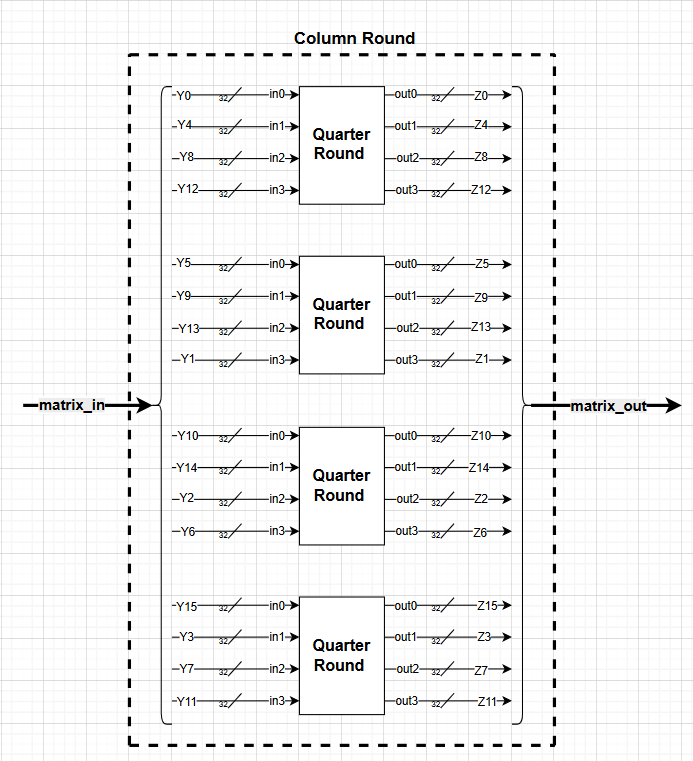 Column Round
Y0 32 in0 out0 32 Z0
Y4 32 in1 out1 32 Z4
Quarter
Round
Y8 32 in2 out2 32 Z8
Y12 32 in3 out3 32 Z12
Y5 32 in0 out0 32 Z5
Y9 32 in1 out1 32 Z9
Quarter
Round
Y13 32 in2 out2 32 Z13
Y1 32 in3 out3 32 Z1
matrix_in matrix_out
Y10 32 in0 out0 32 Z10
Y14 32 in1 out1 32 Z14
Quarter
Round
Y2 32 in2 out2 32 Z2
Y6 32 in3 out3 32 Z6
Y15 32 in0 out0 32 Z15
Y3 32 in1 out1 32 Z3
Quarter
Round
Y7 32 in2 out2 32 Z7
Y11 32 in3 out3 32 Z11